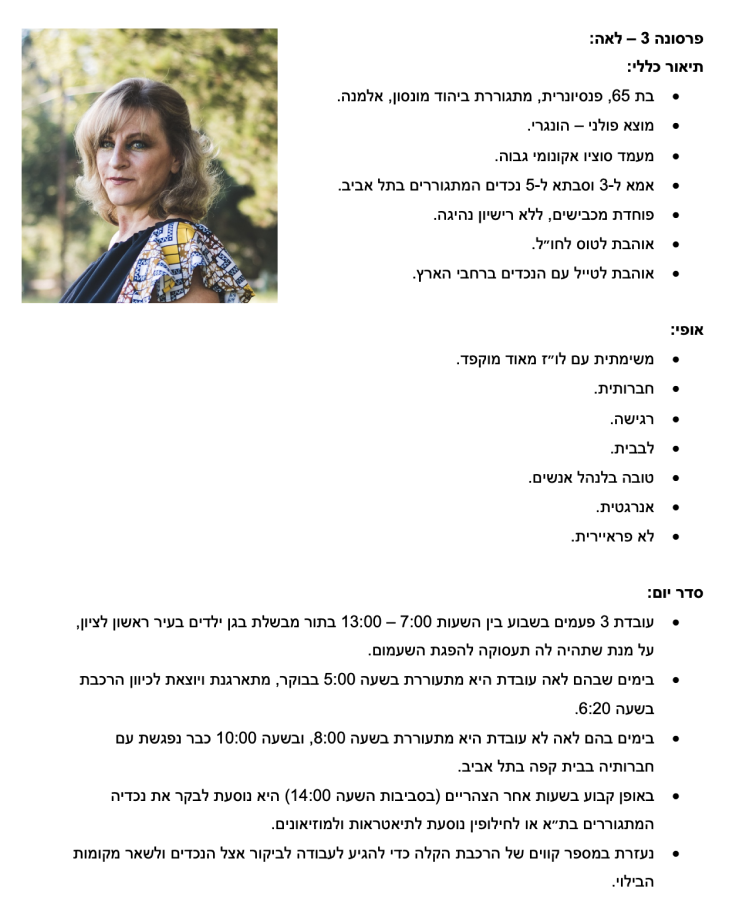 פרסונה 3 – לאה:
תיאור כללי:
• בת 65, פנסיונרית, מתגוררת ביהוד מונסון, אלמנה.
• מוצא פולני – הונגרי.
• מעמד סוציו אקונומי גבוה.
• אמא ל-3 וסבתא ל-5 נכדים המתגוררים בתל אביב.
• פוחדת מכבישים, ללא רישיון נהיגה.
• אוהבת לטוס לחו״ל.
• אוהבת לטייל עם הנכדים ברחבי הארץ.
אופי:
• משימתית עם לו״ז מאוד מוקפד.
• חברותית.
• רגישה.
• לבבית.
• טובה בלנהל אנשים.
• אנרגטית.
• לא פראיירית.
סדר יום:
• עובדת 3 פעמים בשבוע בין השעות 7:00 – 13:00 בתור מבשלת בגן ילדים בעיר ראשון לציון,
על מנת שתהיה לה תעסוקה להפגת השעמום.
• בימים שבהם לאה עובדת היא מתעוררת בשעה 5:00 בבוקר, מתארגנת ויוצאת לכיוון הרכבת
בשעה 6:20.
• בימים בהם לאה לא עובדת היא מתעוררת בשעה 8:00, ובשעה 10:00 כבר נפגשת עם
חברותיה בבית קפה בתל אביב.
• באופן קבוע בשעות אחר הצהריים (בסביבות השעה 14:00) היא נוסעת לבקר את נכדיה
המתגוררים בת״א או לחילופין נוסעת לתיאטראות ולמוזיאונים.
• נעזרת במספר קווים של הרכבת הקלה כדי להגיע לעבודה לביקור אצל הנכדים ולשאר מקומות
הבילוי.